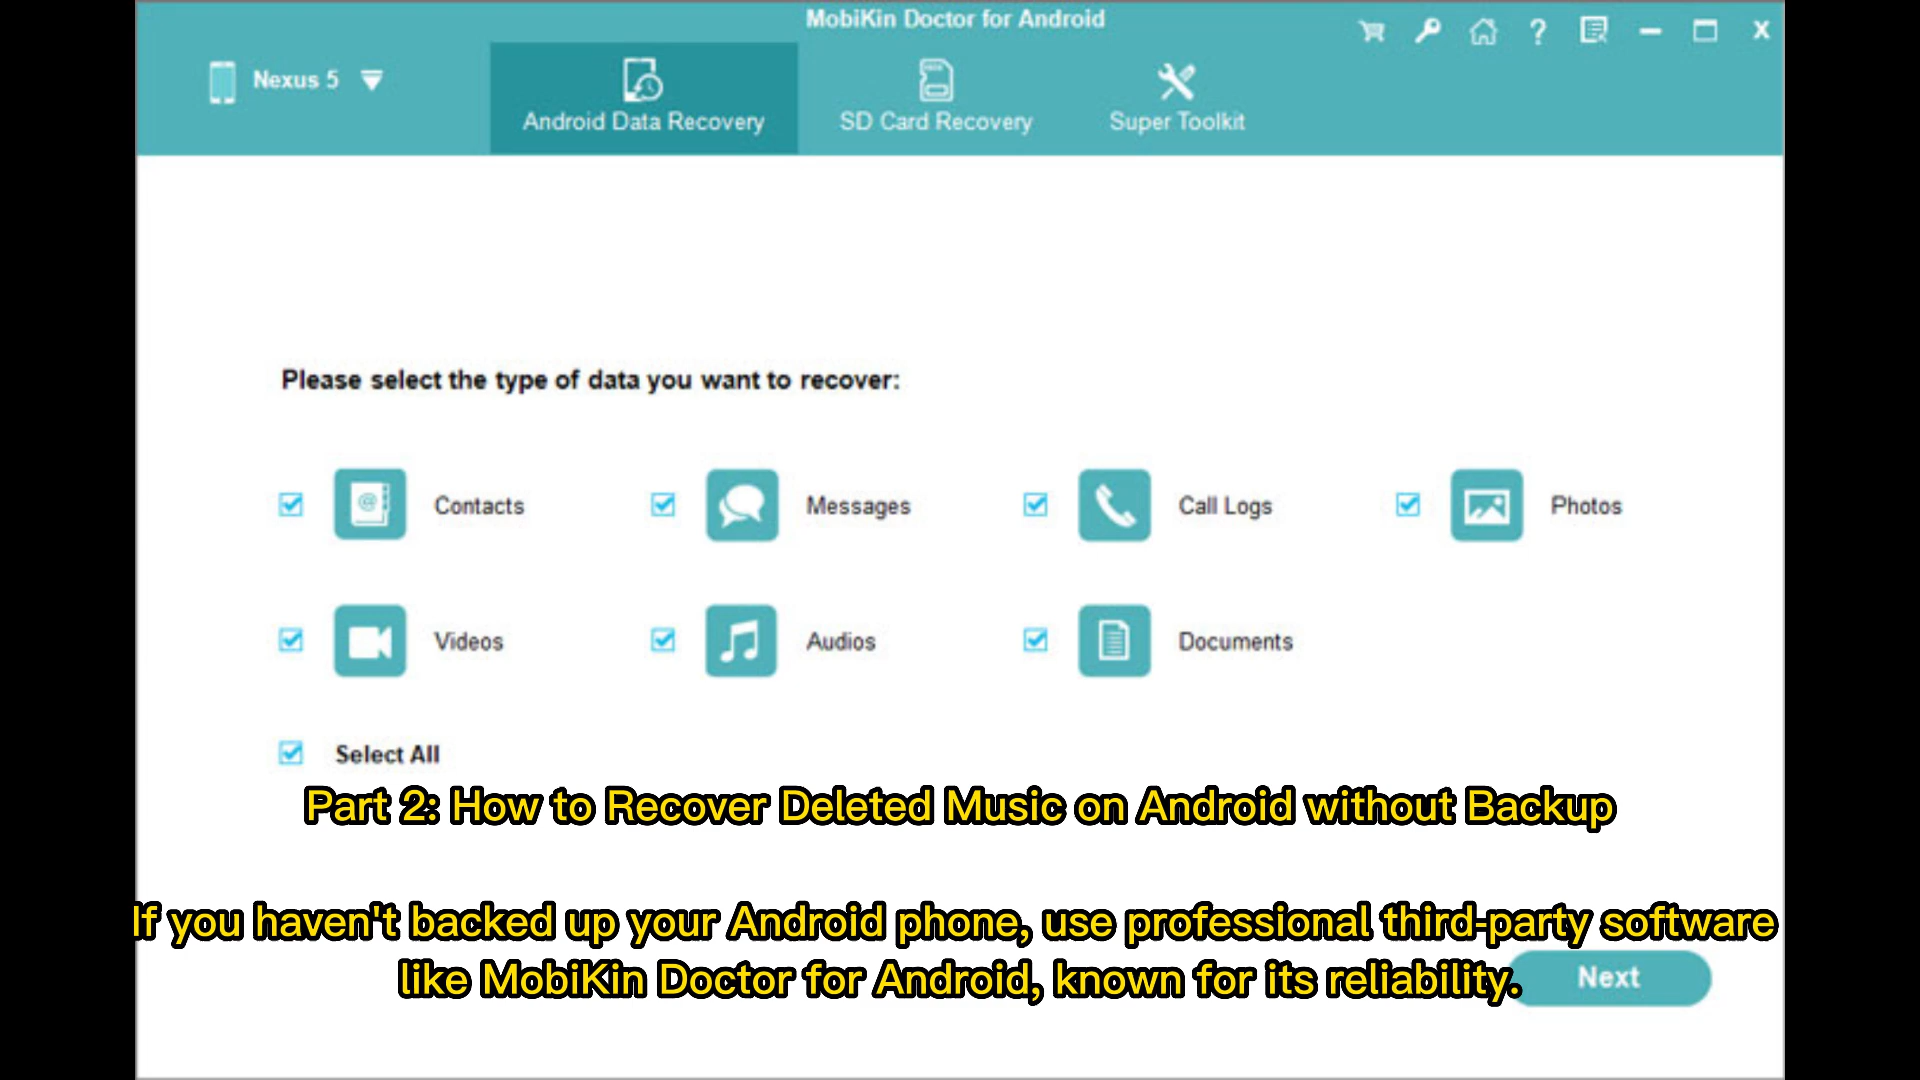 MobiKin Doctor for Android
Nexus 5
Android Data Recovery
SD Card Recovery
Super Toolkit
Please select the type of data you want to recover:
Contacts
Messages
Call Logs
Photos
Videos
Audios
Documents
Select All
Part 2: How to Recover Deleted Music on Android without Backup
If you haven't backed up your Android phone, use professional third-party software
like MobiKin Doctor for Android, known for its reliability.
Next